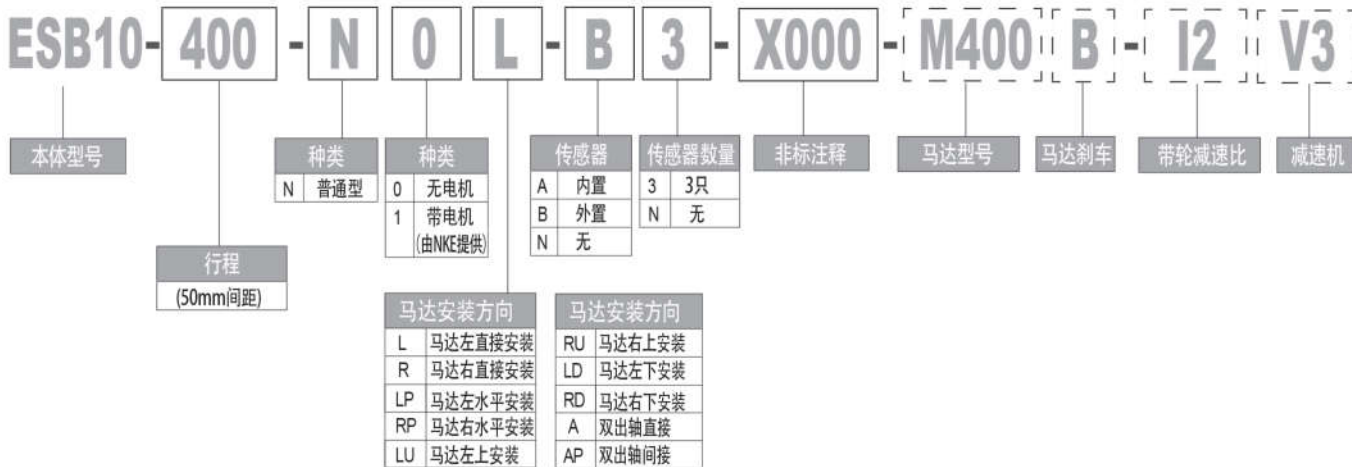 ESB10-400-N0L-B3-X000-M400B-I2V3
本体型号
行程
(50mm间距)
种类
N 普通型
种类
0 无电机
1 带电机
(由NKE提供)
马达安装方向
L 马达左直接安装
R 马达右直接安装
LP 马达左水平安装
RP 马达右水平安装
LU 马达左上安装
马达安装方向
RU 马达右上安装
LD 马达左下安装
RD 马达右下安装
A 双出轴直接
AP 双出轴间接
传感器
A 内置
B 外置
N 无
传感器数量
3 3只
N 无
非标注释
马达型号
马达刹车
带轮减速比
减速机